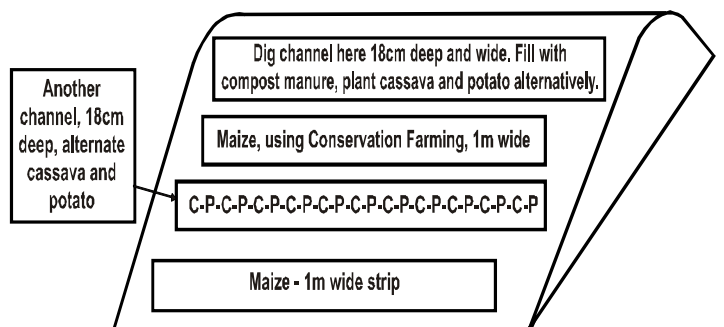 Dig channel here 18cm deep and wide. Fill with
compost manure, plant cassava and potato alternatively.
Another
channel, 18cm
deep, alternate
cassava and
potato
Maize, using Conservation Farming, 1m wide
C-P-C-P-C-P-C-P-C-P-C-P-C-P-C-P-C-P-C-P-C-P
Maize - 1m wide strip